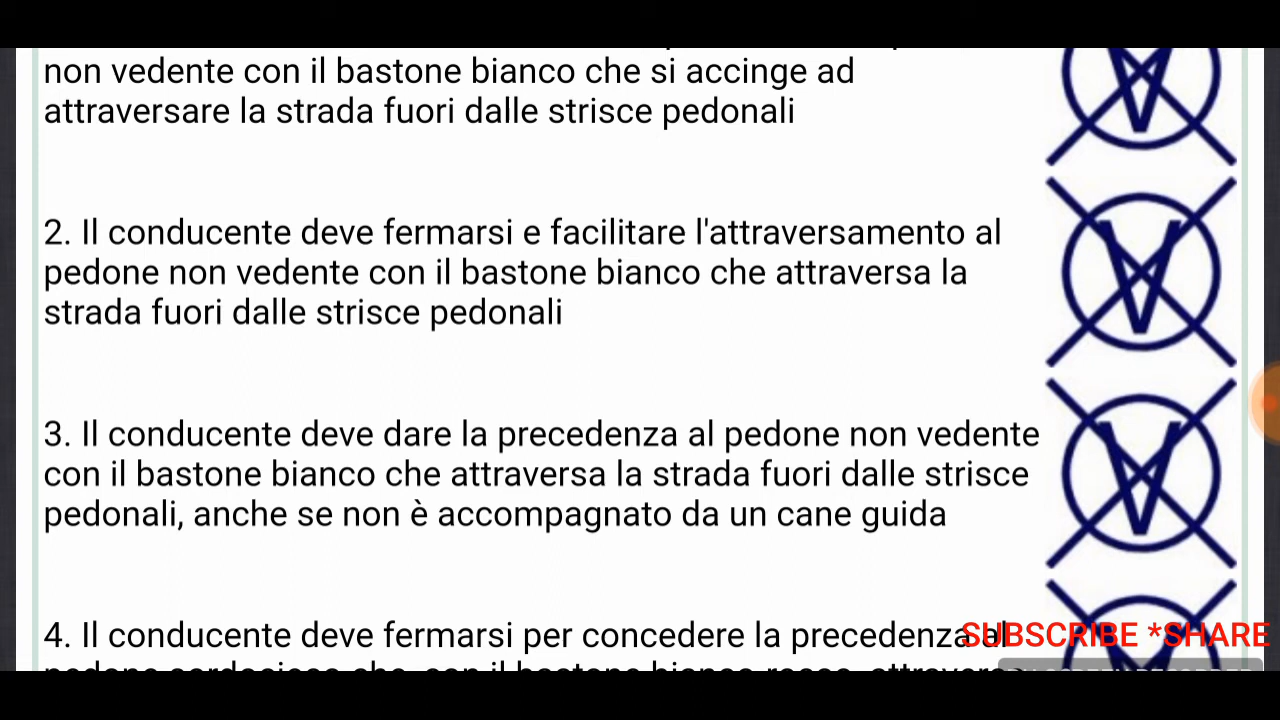 non vedente con il bastone bianco che si accinge ad
attraversare la strada fuori dalle strisce pedonali
V
2. Il conducente deve fermarsi e facilitare l'attraversamento al
pedone non vedente con il bastone bianco che attraversa la
strada fuori dalle strisce pedonali
V
3. Il conducente deve dare la precedenza al pedone non vedente
con il bastone bianco che attraversa la strada fuori dalle strisce
pedonali, anche se non è accompagnato da un cane guida
V
4. Il conducente deve fermarsi per concedere la precedenza al
SUBSCRIBE *SHARE